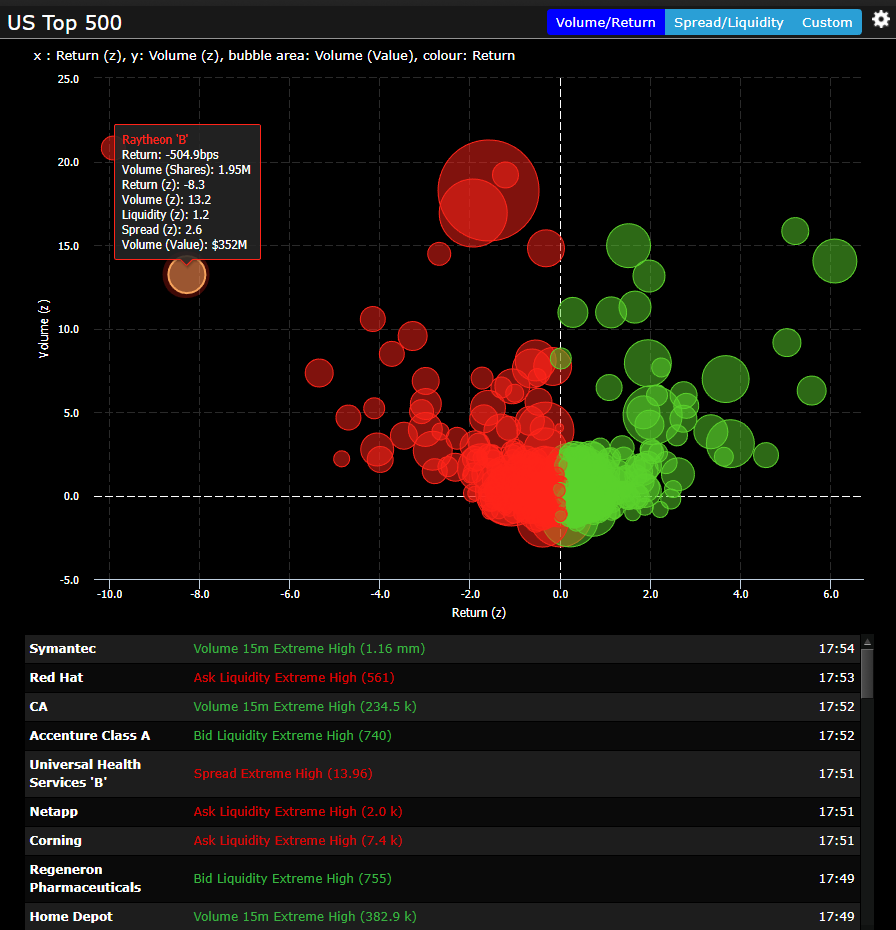 US Top 500
Volume/Return Spread/Liquidity Custom
x : Return (z), y: Volume (z), bubble area: Volume (Value), colour: Return
25.0
20.0
15.0
10.0
5.0
0.0
-5.0
Volume (z)
Raytheon 'B'
Return: -504.9bps
Volume (Shares): 1.95M
Return (z): -8.3
Volume (z): 13.2
Liquidity (z): 1.2
Spread (z): 2.6
Volume (Value): $352M
-10.0 -8.0 -6.0 -4.0 -2.0 0.0 2.0 4.0 6.0
Return (z)
Symantec Volume 15m Extreme High (1.16 mm) 17:54
Red Hat Ask Liquidity Extreme High (561) 17:53
CA Volume 15m Extreme High (234.5 k) 17:52
Accenture Class A Bid Liquidity Extreme High (740) 17:52
Universal Health
Services 'B' Spread Extreme High (13.96) 17:51
Netapp Ask Liquidity Extreme High (2.0 k) 17:51
Corning Ask Liquidity Extreme High (7.4 k) 17:51
Regeneron
Pharmaceuticals Bid Liquidity Extreme High (755) 17:49
Home Depot Volume 15m Extreme High (382.9 k) 17:49